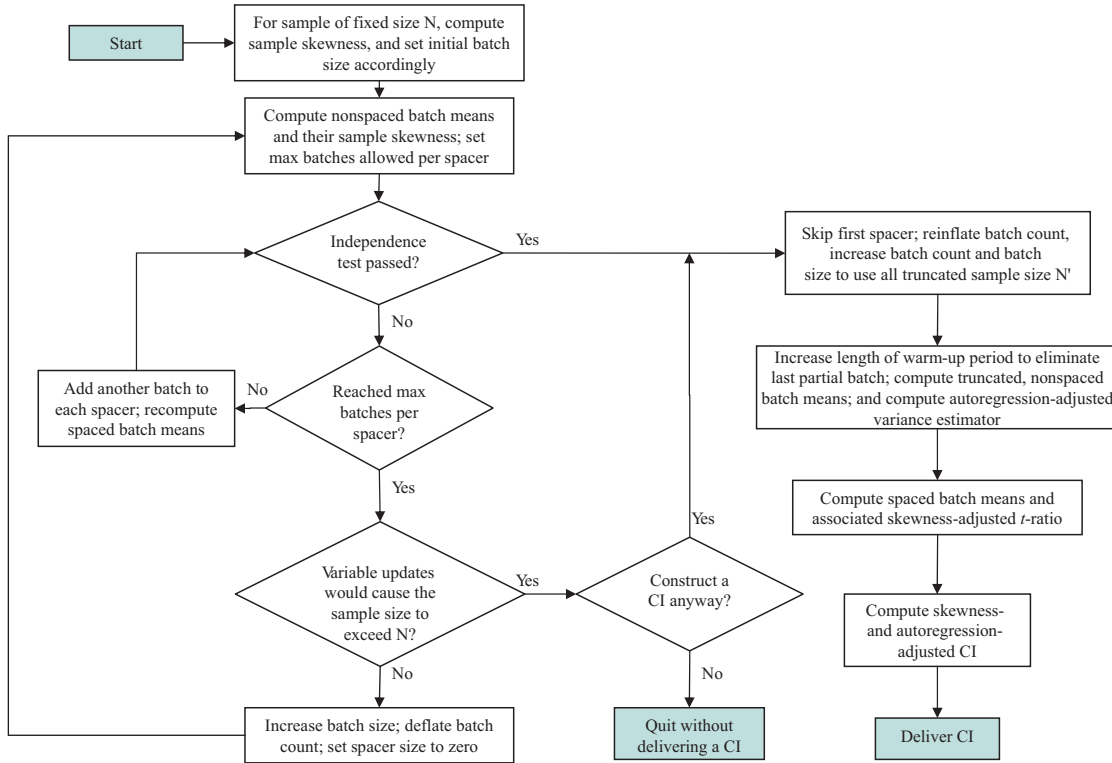 Start
For sample of fixed size N, compute
sample skewness, and set initial batch
size accordingly
Compute nonspaced batch means
and their sample skewness; set
max batches allowed per spacer
Independence
test passed?
Yes
No
Skip first spacer; reinflate batch count,
increase batch count and batch
size to use all truncated sample size N'
Add another batch to
each spacer; recompute
spaced batch means
No
Reached max
batches per
spacer?
Yes
Increase length of warm-up period to eliminate
last partial batch; compute truncated, nonspaced
batch means; and compute autoregression-adjusted
variance estimator
Compute spaced batch means and
associated skewness-adjusted t-ratio
Variable updates
would cause the
sample size to
exceed N?
Yes
No
Construct a
CI anyway?
Yes
No
Compute skewness-
and autoregression-
adjusted CI
Increase batch size; deflate batch
count; set spacer size to zero
Quit without
delivering a CI
Deliver CI